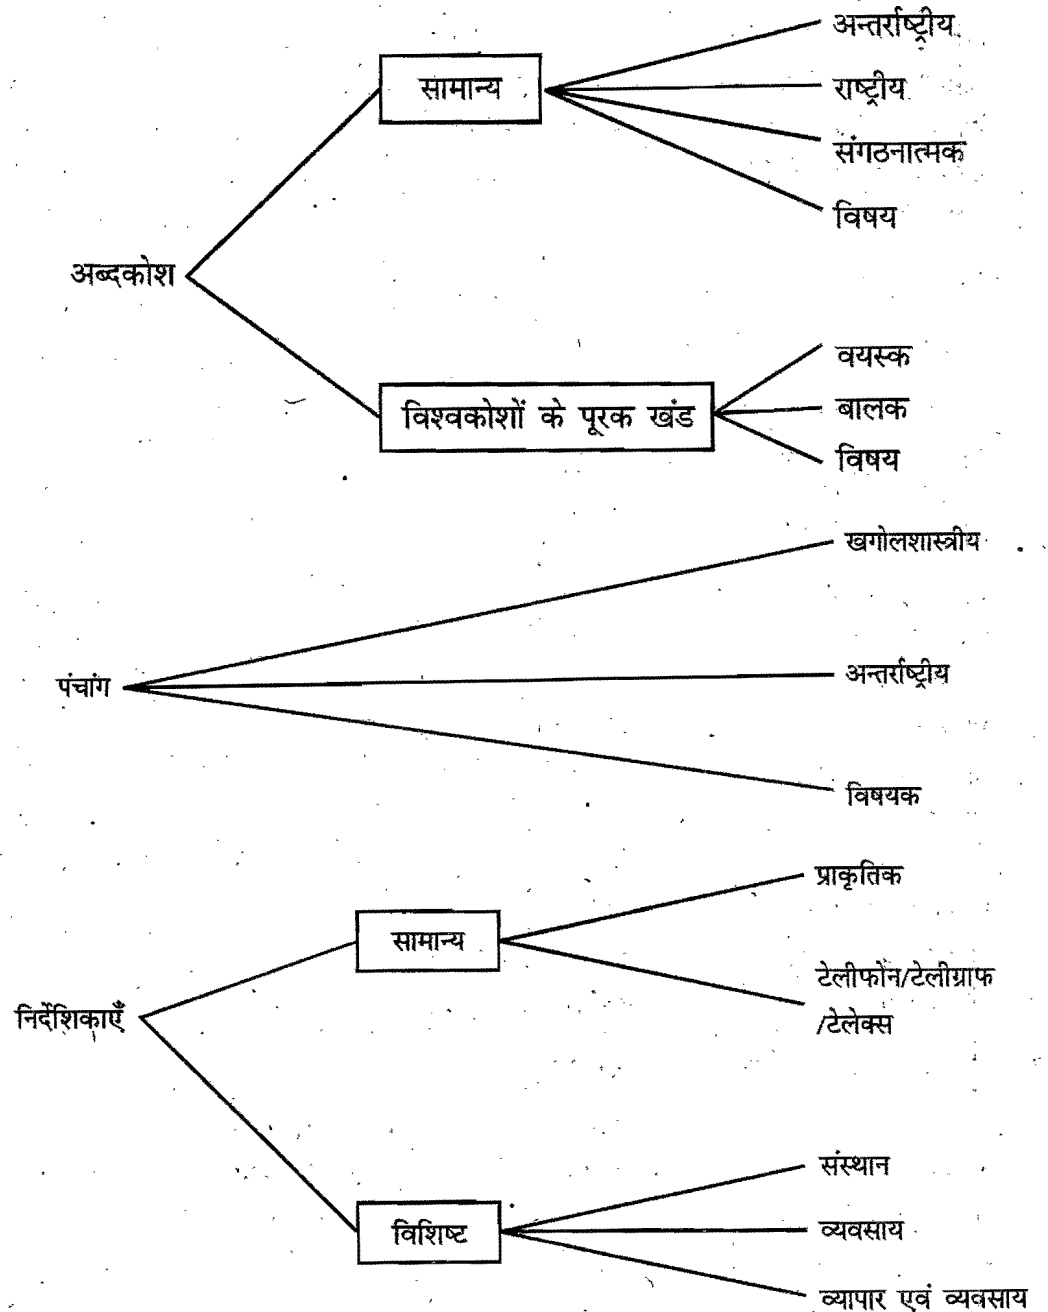 अन्तर्राष्ट्रीय
सामान्य
राष्ट्रीय
संगठनात्मक
विषय
अब्दकोश
वयस्क
विश्वकोशों के पूरक खंड
बालक
विषय
खगोलशास्त्रीय
पंचांग
अन्तर्राष्ट्रीय
विषयक
प्राकृतिक
सामान्य
टेलीफोन/टेलीग्राफ
/टेलेक्स
निर्देशिकाएँ
संस्थान
विशिष्ट
व्यवसाय
व्यापार एवं व्यवसाय